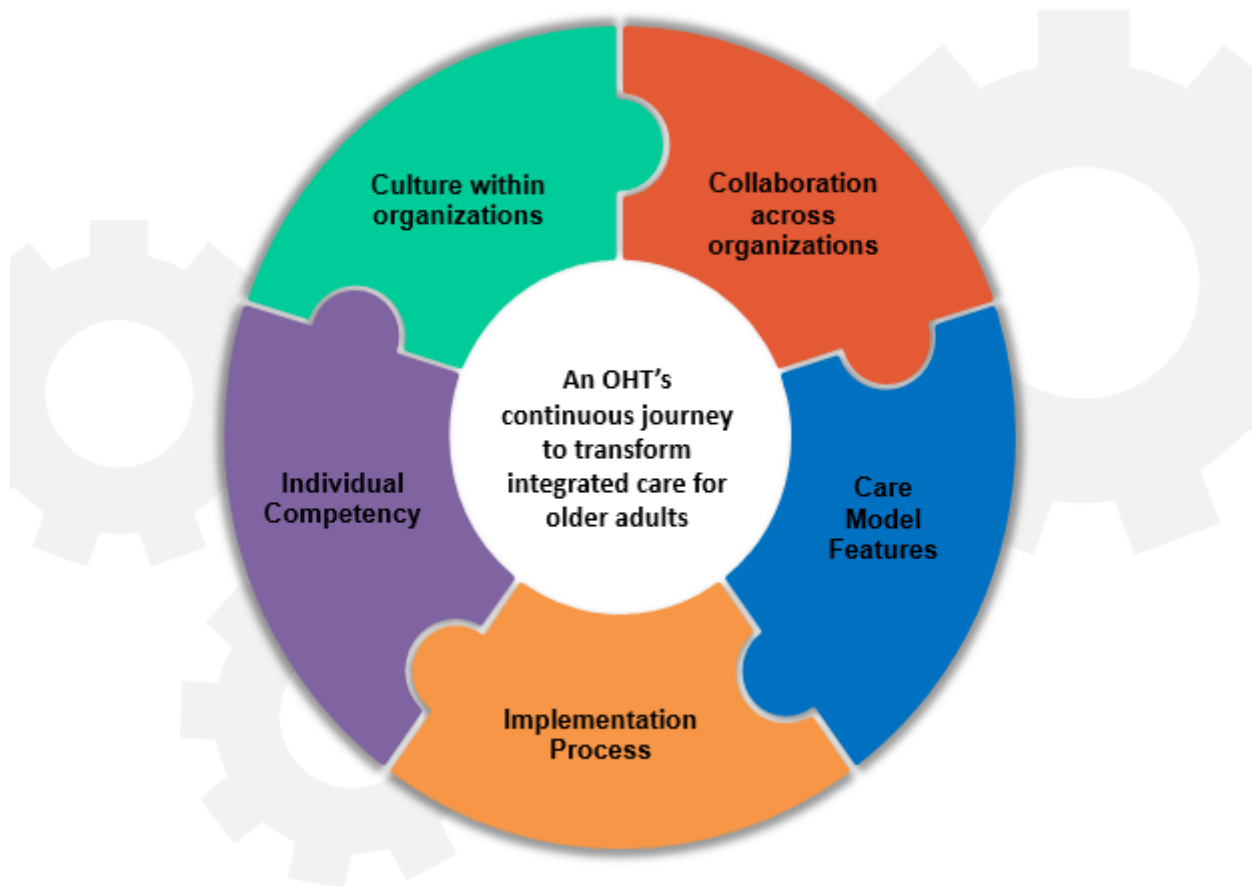 Culture within
organizations
Collaboration
across
organizations
An OHT’s
continuous journey
to transform
integrated care for
older adults
Individual
Competency
Care
Model
Features
Implementation
Process